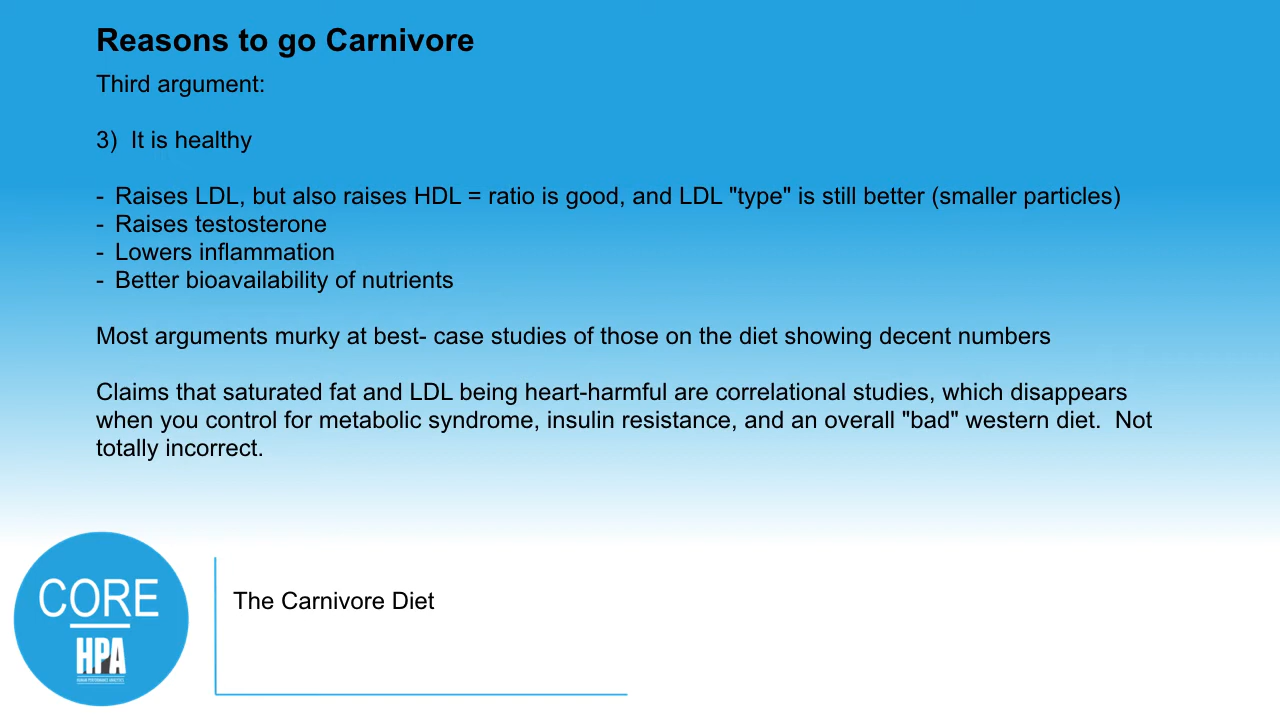 Reasons to go Carnivore
Third argument:
3)  It is healthy
-  Raises LDL, but also raises HDL = ratio is good, and LDL "type" is still better (smaller particles)
-  Raises testosterone
-  Lowers inflammation
-  Better bioavailability of nutrients
Most arguments murky at best- case studies of those on the diet showing decent numbers
Claims that saturated fat and LDL being heart-harmful are correlational studies, which disappears
when you control for metabolic syndrome, insulin resistance, and an overall "bad" western diet.  Not
totally incorrect.
CORE
HPA
HUMAN PERFORMANCE ANALYTICS
The Carnivore Diet